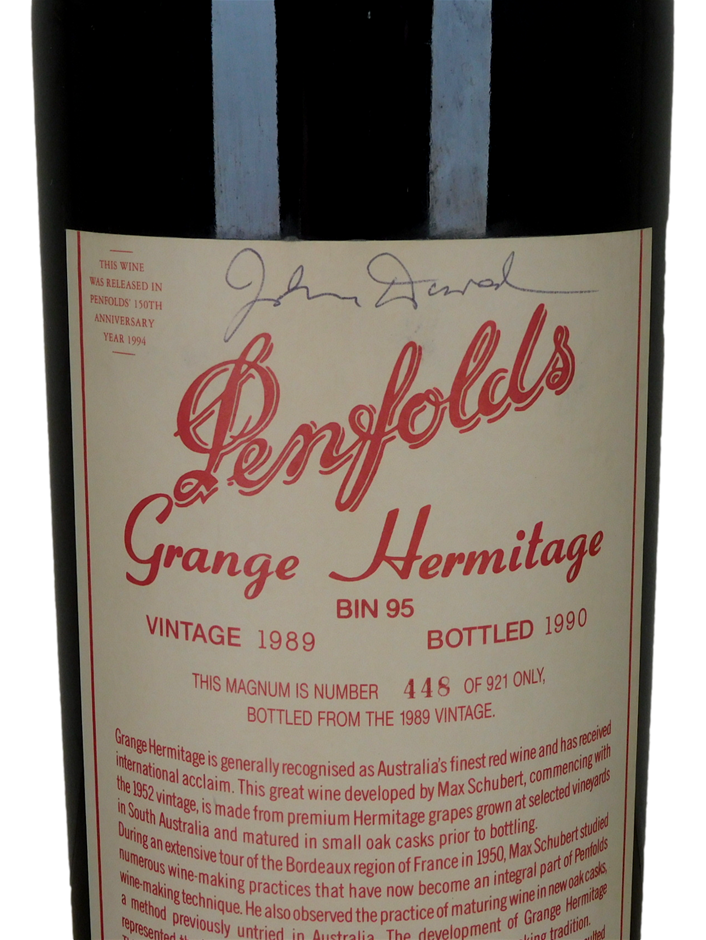 THIS WINE
WAS RELEASED IN
PENFOLDS' 150TH
ANNIVERSARY
YEAR 1994
John
Penfolds
Grange Hermitage
BIN 95
VINTAGE 1989 BOTTLED 1990
THIS MAGNUM IS NUMBER 448 OF 921 ONLY,
BOTTLED FROM THE 1989 VINTAGE.
Grange Hermitage is generally recognised as Australia's finest red wine and has received
international acclaim. This great wine developed by Max Schubert, commencing with
the 1952 vintage, is made from premium Hermitage grapes grown at selected vineyards
in South Australia and matured in small oak casks prior to bottling.
During an extensive tour of the Bordeaux region of France in 1950, Max Schubert studied
numerous wine-making practices that have now become an integral part of Penfolds
wine-making technique. He also observed the practice of maturing wine in new oak casks,
a method previously untried in Australia. The development of Grange Hermitage
represented tradition.